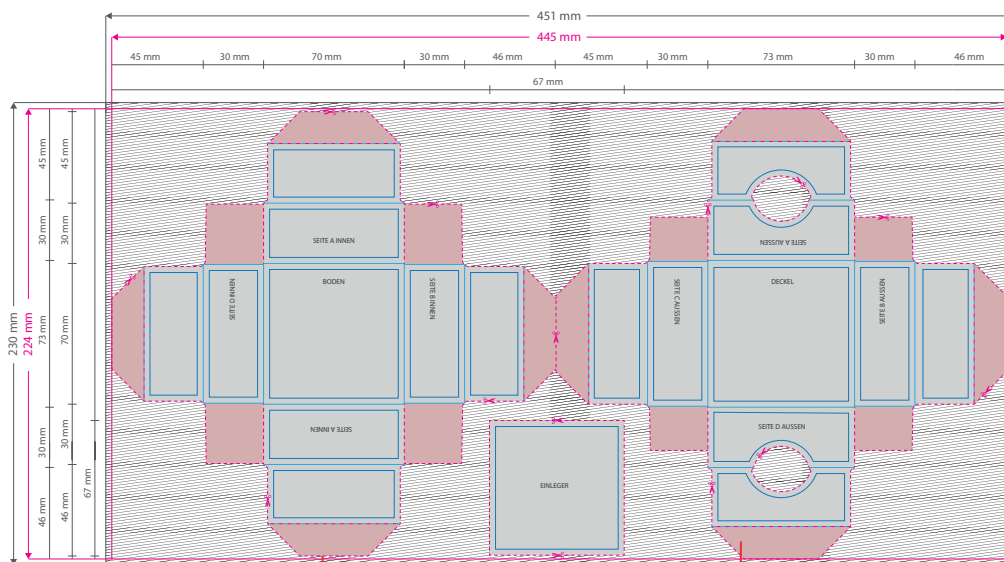 451 mm
445 mm
45 mm
30 mm
70 mm
30 mm
46 mm
45 mm
30 mm
73 mm
30 mm
46 mm
67 mm
230 mm
224 mm
45 mm
30 mm
73 mm
30 mm
46 mm
45 mm
30 mm
70 mm
30 mm
46 mm
67 mm
SEITE A INNEN
SEITE D INNEN
BODEN
SEITE B INNEN
SEITE A INNEN
EINLEGER
SEITE A AUSSEN
SEITE C AUSSEN
DECKEL
SEITE B AUSSEN
SEITE D AUSSEN